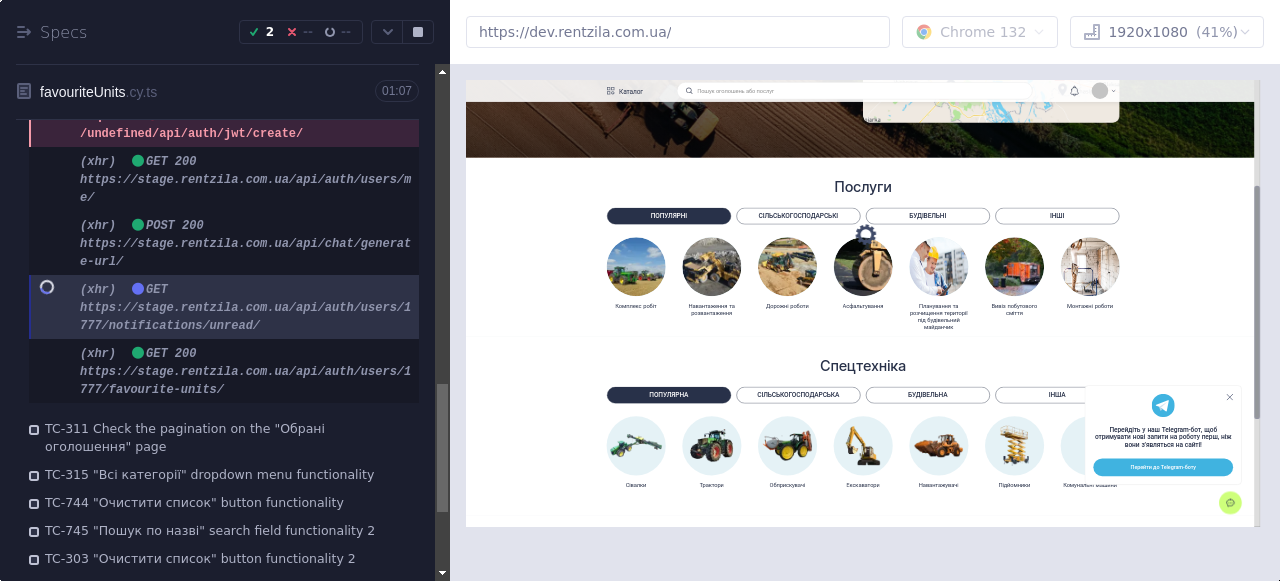 Specs
2
--
--
https://dev.rentzila.com.ua/
Chrome 132
1920x1080 (41%)
favouriteUnits.cy.ts
01:07
/undefined/api/auth/jwt/create/
(xhr) GET 200
https://stage.rentzila.com.ua/api/auth/users/m
e/
(xhr) POST 200
https://stage.rentzila.com.ua/api/chat/generat
e-url/
(xhr) GET
https://stage.rentzila.com.ua/api/auth/users/1
777/notifications/unread/
(xhr) GET 200
https://stage.rentzila.com.ua/api/auth/users/1
777/favourite-units/
TC-311 Check the pagination on the "Обрані
оголошення" page
TC-315 "Всі категорії" dropdown menu functionality
TC-744 "Очистити список" button functionality
TC-745 "Пошук по назві" search field functionality 2
TC-303 "Очистити список" button functionality 2
Каталог
Пошук оголошень або послуг
Послуги
ПОПУЛЯРНІ
СІЛЬСЬКОГОСПОДАРСЬКІ
БУДІВЕЛЬНІ
ІНШІ
Комплекс робіт
Навантаження та
розвантаження.
Дорожні роботи
Асфальтування
Планування та
розчищення території
під будівельний
майданчик
Вивіз побутового
сміття
Монтажні роботи
Спецтехніка
ПОПУЛЯРНА
СІЛЬСЬКОГОСПОДАРСЬКА
БУДІВЕЛЬНА
ІНША
Сівалки
Трактори
Обприскувачі
Екскаватори
Навантажувачі
Підйомники
Комунальні машини
Перейдіть у наш Telegram-бот, щоб
отримувати нові запити на роботу перш, ніж
вони з'являться на сайті!
Перейти до Telegram-боту